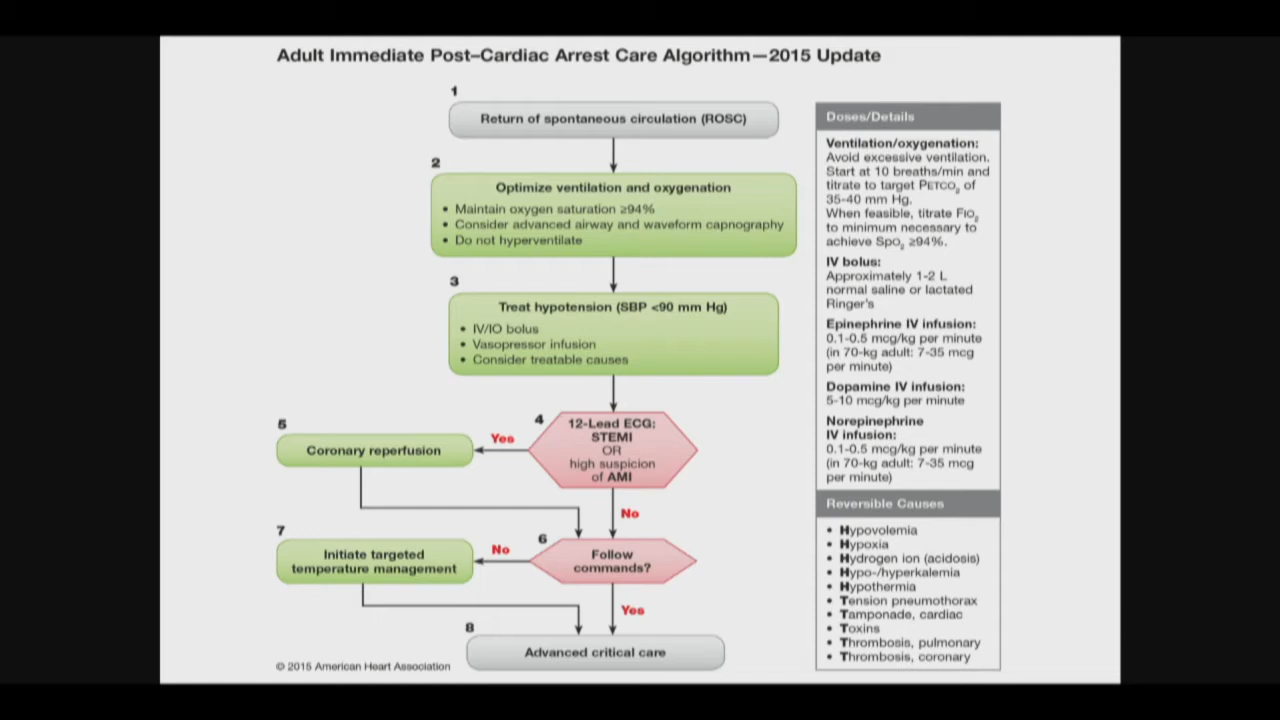 Adult Immediate Post–Cardiac Arrest Care Algorithm—2015 Update
1
Return of spontaneous circulation (ROSC)
2
Optimize ventilation and oxygenation
• Maintain oxygen saturation ≥94%
• Consider advanced airway and waveform capnography
• Do not hyperventilate
3
Treat hypotension (SBP <90 mm Hg)
• IV/IO bolus
• Vasopressor infusion
• Consider treatable causes
4
12-Lead ECG:
STEMI
OR
high suspicion
of AMI
Yes
5
Coronary reperfusion
No
6
Follow
commands?
No
7
Initiate targeted
temperature management
Yes
8
Advanced critical care
© 2015 American Heart Association
Doses/Details
Ventilation/oxygenation:
Avoid excessive ventilation.
Start at 10 breaths/min and
titrate to target PETCO₂ of
35-40 mm Hg.
When feasible, titrate FIO₂
to minimum necessary to
achieve SpO₂ ≥94%.
IV bolus:
Approximately 1-2 L
normal saline or lactated
Ringer's
Epinephrine IV infusion:
0.1-0.5 mcg/kg per minute
(in 70-kg adult: 7-35 mcg
per minute)
Dopamine IV infusion:
5-10 mcg/kg per minute
Norepinephrine
IV infusion:
0.1-0.5 mcg/kg per minute
(in 70-kg adult: 7-35 mcg
per minute)
Reversible Causes
• Hypovolemia
• Hypoxia
• Hydrogen ion (acidosis)
• Hypo-/hyperkalemia
• Hypothermia
• Tension pneumothorax
• Tamponade, cardiac
• Toxins
• Thrombosis, pulmonary
• Thrombosis, coronary